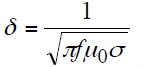 δ = 1 / √(πfμ₀σ)